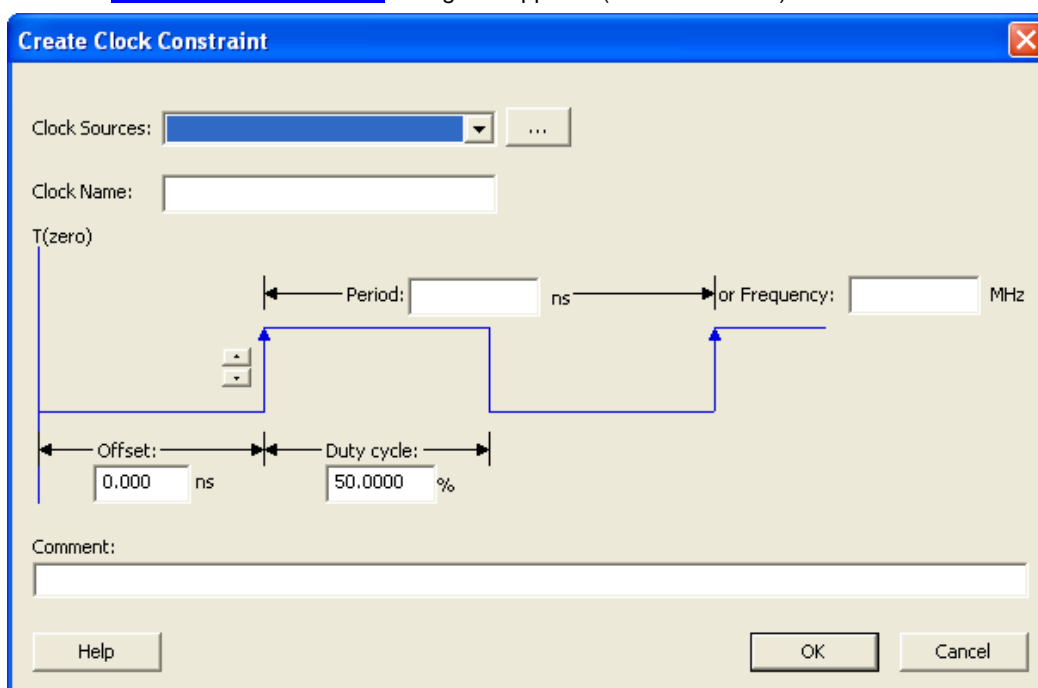 Create Clock Constraint
Clock Sources: ...
Clock Name:
T(zero)
Period: ns or Frequency: MHz
Offset: Duty cycle:
0.000 ns 50.0000 %
Comment:
Help OK Cancel